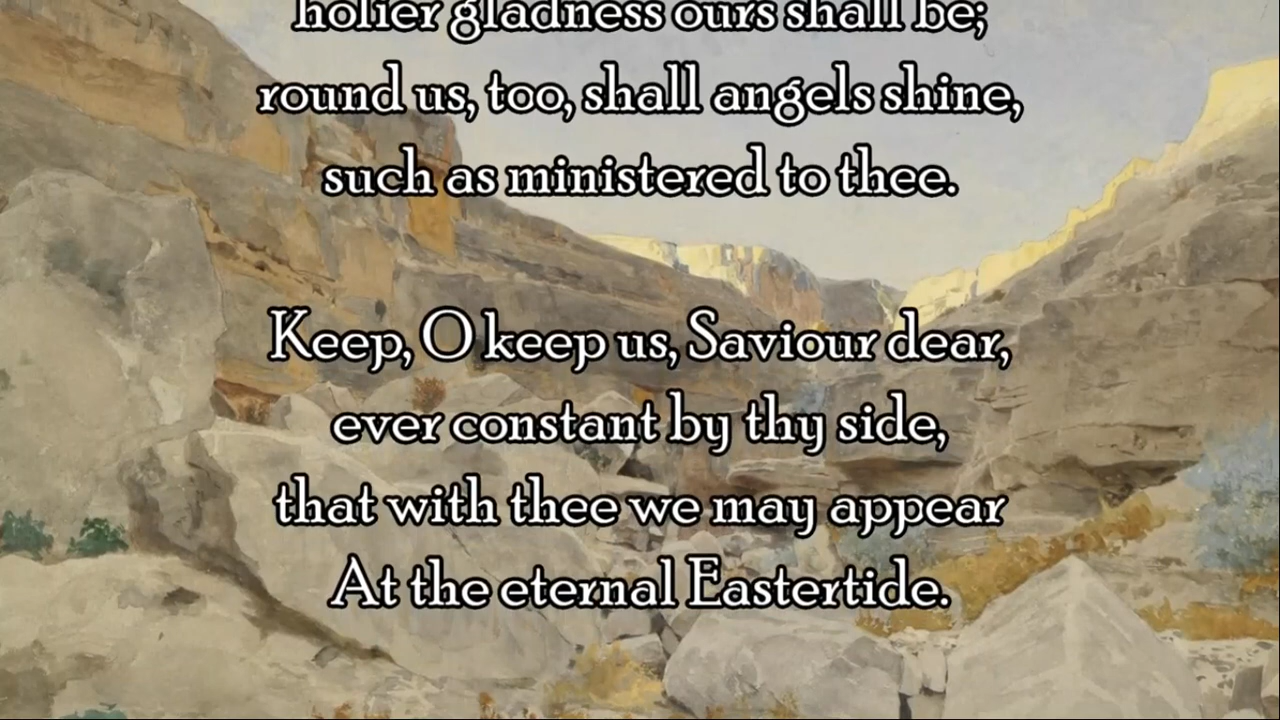 holier gladness ours shall be;
round us, too, shall angels shine,
such as ministered to thee.
Keep, O keep us, Saviour dear,
ever constant by thy side,
that with thee we may appear
At the eternal Eastertide.